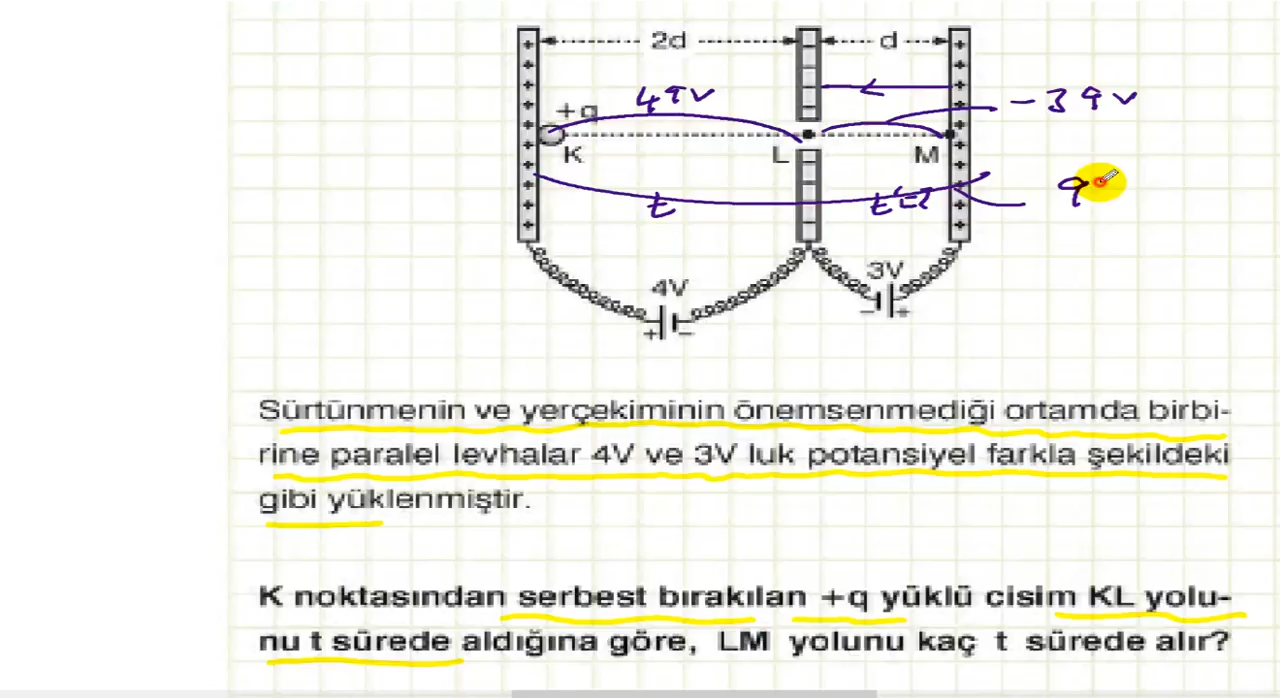 2d d
4qV
-3qV
+q
K L M
q
t t'=?
4V 3V
+ - - +
Sürtünmenin ve yerçekiminin önemsenmediği ortamda birbi-
rine paralel levhalar 4V ve 3V luk potansiyel farkla şekildeki
gibi yüklenmiştir.
K noktasından serbest bırakılan +q yüklü cisim KL yolu-
nu t sürede aldığına göre, LM yolunu kaç t sürede alır?